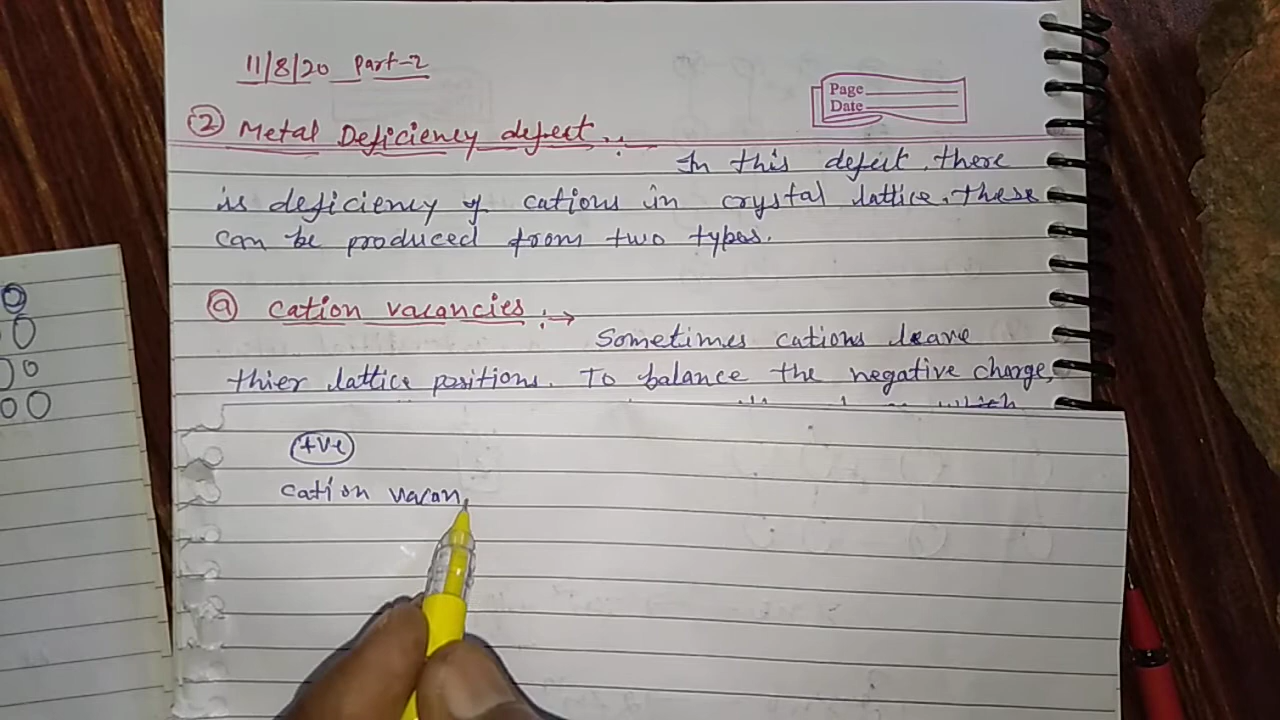 11/8/20 Part-2
Page
Date
② Metal Deficiency defect :-
In this defect, there
is deficiency of cations in crystal lattice. These
can be produced from two types.
ⓐ Cation vacancies :→
Sometimes cations leave
thier lattice positions. To balance the negative charge,
which
+ve
Cation vacan